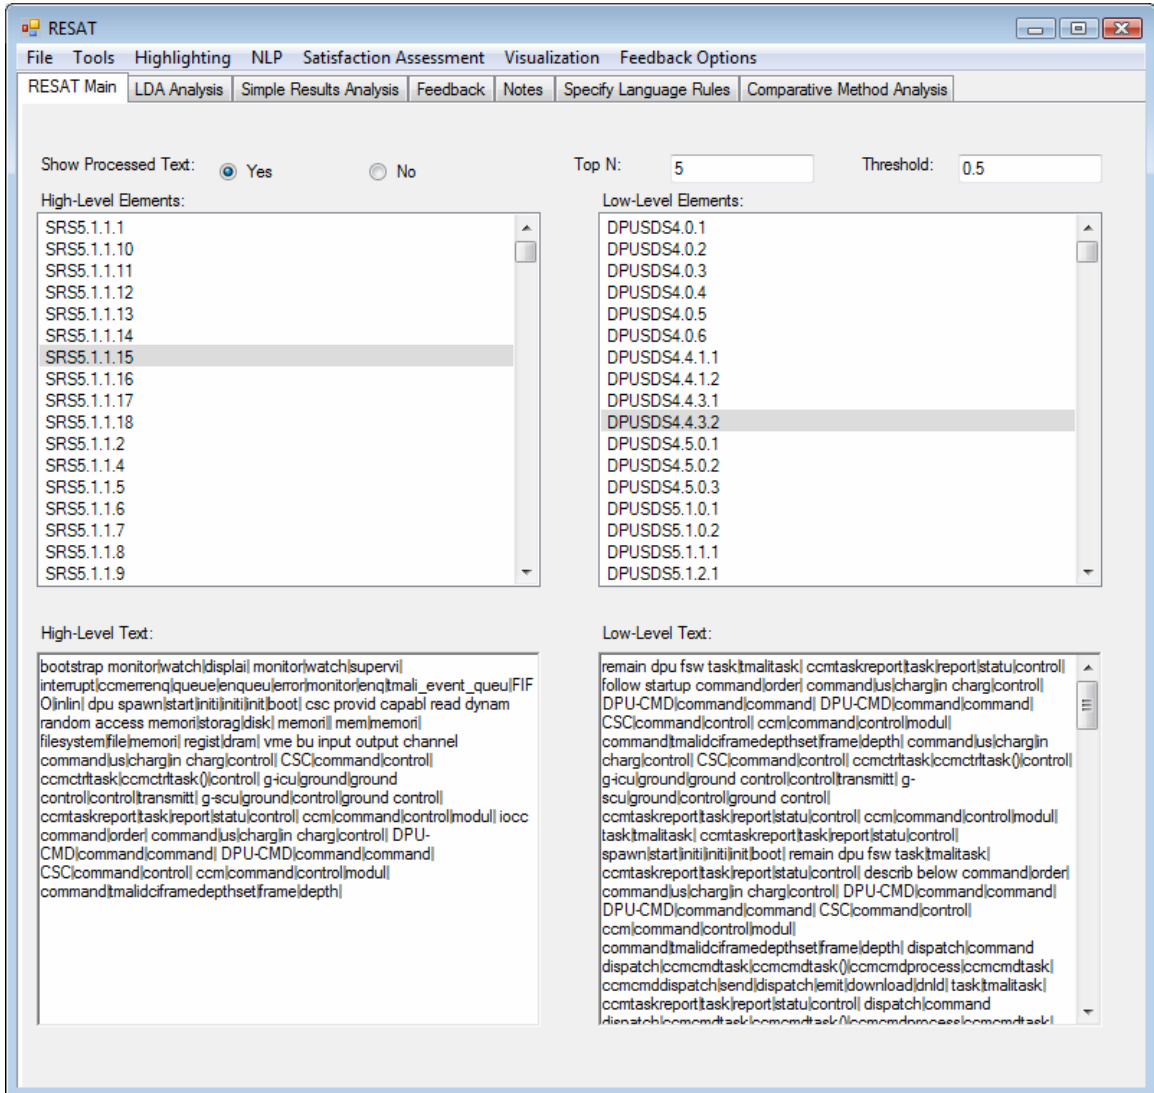 RESAT
File Tools Highlighting NLP Satisfaction Assessment Visualization Feedback Options
RESAT Main LDA Analysis Simple Results Analysis Feedback Notes Specify Language Rules Comparative Method Analysis
Show Processed Text: Yes No Top N: 5 Threshold: 0.5
High-Level Elements:
SRS5.1.1.1
SRS5.1.1.10
SRS5.1.1.11
SRS5.1.1.12
SRS5.1.1.13
SRS5.1.1.14
SRS5.1.1.15
SRS5.1.1.16
SRS5.1.1.17
SRS5.1.1.18
SRS5.1.1.2
SRS5.1.1.4
SRS5.1.1.5
SRS5.1.1.6
SRS5.1.1.7
SRS5.1.1.8
SRS5.1.1.9
Low-Level Elements:
DPUSDS4.0.1
DPUSDS4.0.2
DPUSDS4.0.3
DPUSDS4.0.4
DPUSDS4.0.5
DPUSDS4.0.6
DPUSDS4.4.1.1
DPUSDS4.4.1.2
DPUSDS4.4.3.1
DPUSDS4.4.3.2
DPUSDS4.5.0.1
DPUSDS4.5.0.2
DPUSDS4.5.0.3
DPUSDS5.1.0.1
DPUSDS5.1.0.2
DPUSDS5.1.1.1
DPUSDS5.1.2.1
High-Level Text:
bootstrap monitor|watch|displai| monitor|watch|supervi|
interrupt|ccmerrenq|queue|enqueu|error|monitor|enq|tmali_event_queu|FIF
O|inlin| dpu spawn|start|initi|initi|init|boot| csc provid capabl read dynam
random access memori|storag|disk| memori|| mem|memori|
filesystem|file|memori| regist|dram| vme bu input output channel
command|us|charg|in charg|control| CSC|command|control|
ccmctrltask|ccmctrltask()|control| g-icu|ground|ground
control|control|transmitt| g-scu|ground|control|ground control|
ccmtaskreport|task|report|statu|control| ccm|command|control|modul| iocc
command|order| command|us|charg|in charg|control| DPU-
CMD|command|command| DPU-CMD|command|command|
CSC|command|control| ccm|command|control|modul|
command|tmalidciframedepthset|frame|depth|
Low-Level Text:
remain dpu fsw task|tmalitask| ccmtaskreport|task|report|statu|control|
follow startup command|order| command|us|charg|in charg|control|
DPU-CMD|command|command| DPU-CMD|command|command|
CSC|command|control| ccm|command|control|modul|
command|tmalidciframedepthset|frame|depth| command|us|charg|in
charg|control| CSC|command|control| ccmctrltask|ccmctrltask()|control|
g-icu|ground|ground control|control|transmitt| g-
scu|ground|control|ground control|
ccmtaskreport|task|report|statu|control| ccm|command|control|modul|
task|tmalitask| ccmtaskreport|task|report|statu|control|
spawn|start|initi|initi|init|boot| remain dpu fsw task|tmalitask|
ccmtaskreport|task|report|statu|control| describ below command|order|
command|us|charg|in charg|control| DPU-CMD|command|command|
DPU-CMD|command|command| CSC|command|control|
ccm|command|control|modul|
command|tmalidciframedepthset|frame|depth| dispatch|command
dispatch|ccmcmdtask|ccmcmdtask()|ccmcmdprocess|ccmcmdtask|
ccmcmddispatch|send|dispatch|emit|download|dnld| task|tmalitask|
ccmtaskreport|task|report|statu|control| dispatch|command
dispatch|ccmcmdtask|ccmcmdtask()|ccmcmdprocess|ccmcmdtask|